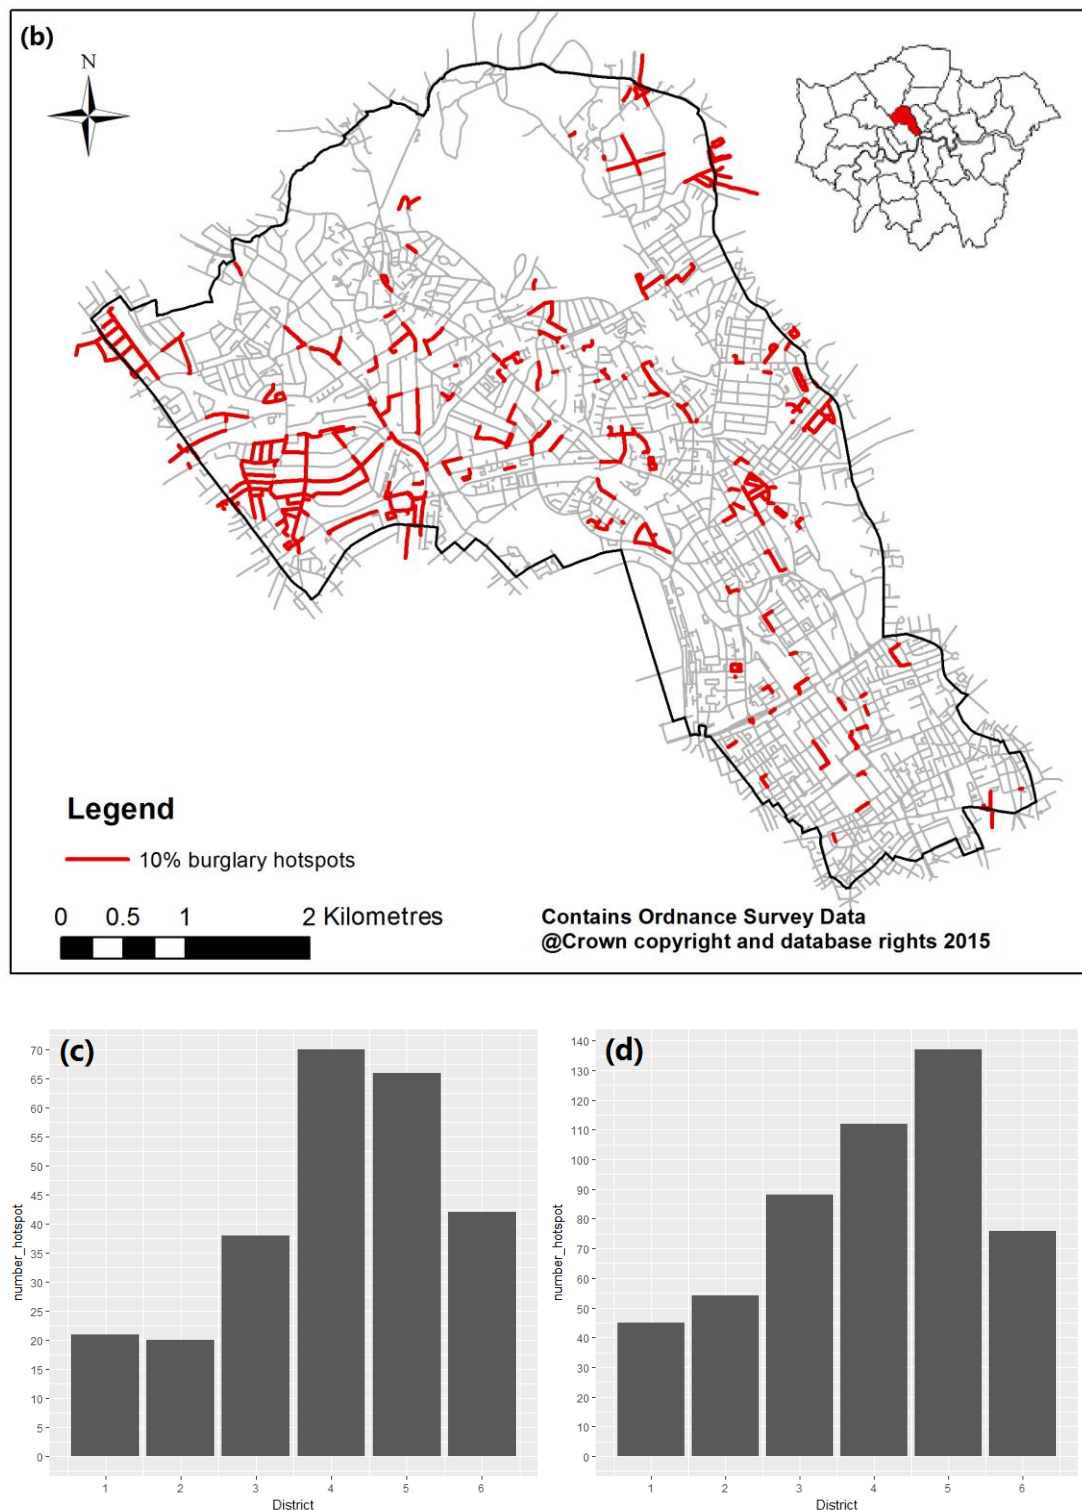 (b)
N
Legend
10% burglary hotspots
0 0.5 1 2 Kilometres
Contains Ordnance Survey Data
@Crown copyright and database rights 2015
(c)
70
65
60
55
50
45
40
35
30
25
20
15
10
5
0
number_hotspot
1 2 3 4 5 6
District
(d)
140
130
120
110
100
90
80
70
60
50
40
30
20
10
0
number_hotspot
1 2 3 4 5 6
District